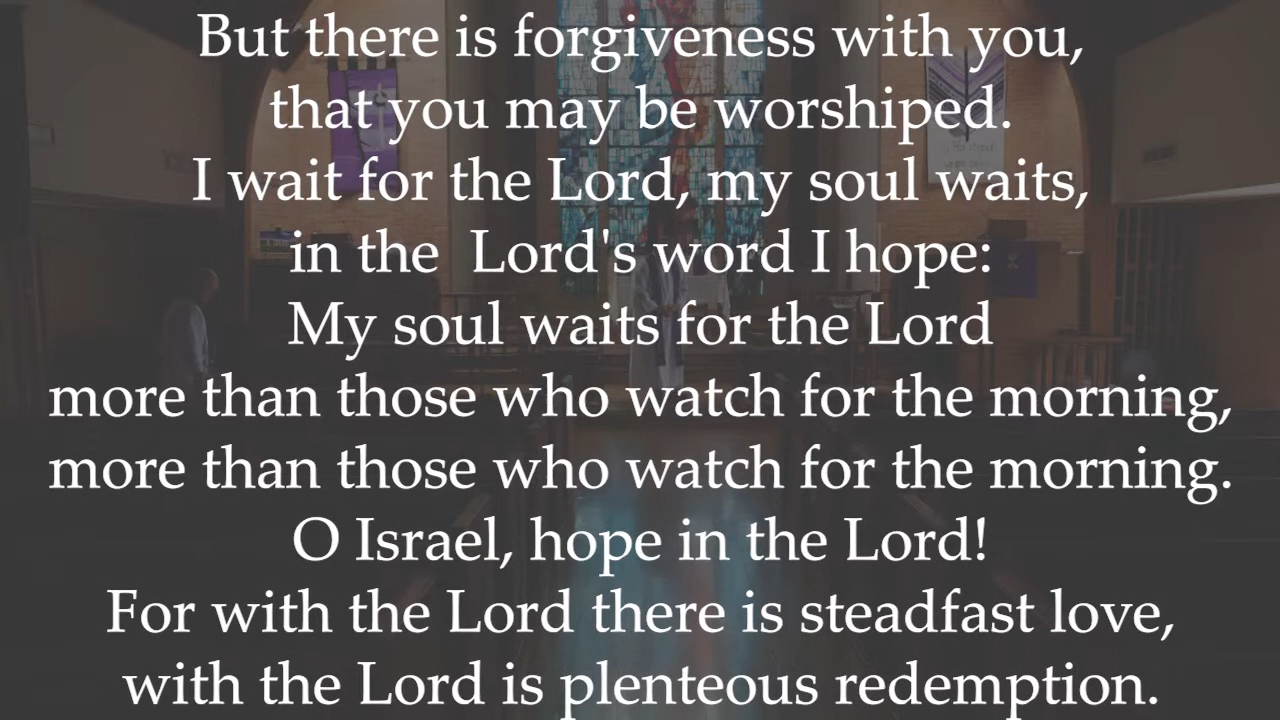 But there is forgiveness with you,
that you may be worshiped.
I wait for the Lord, my soul waits,
in the  Lord's word I hope:
My soul waits for the Lord
more than those who watch for the morning,
more than those who watch for the morning.
O Israel, hope in the Lord!
For with the Lord there is steadfast love,
with the Lord is plenteous redemption.